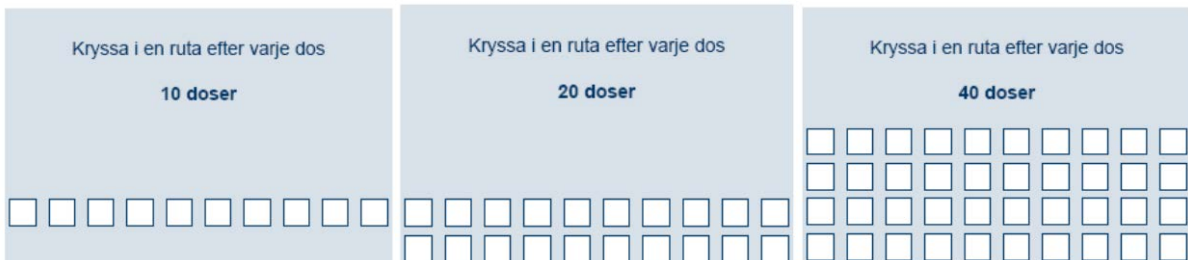 Kryssa i en ruta efter varje dos
10 doser
Kryssa i en ruta efter varje dos
20 doser
Kryssa i en ruta efter varje dos
40 doser